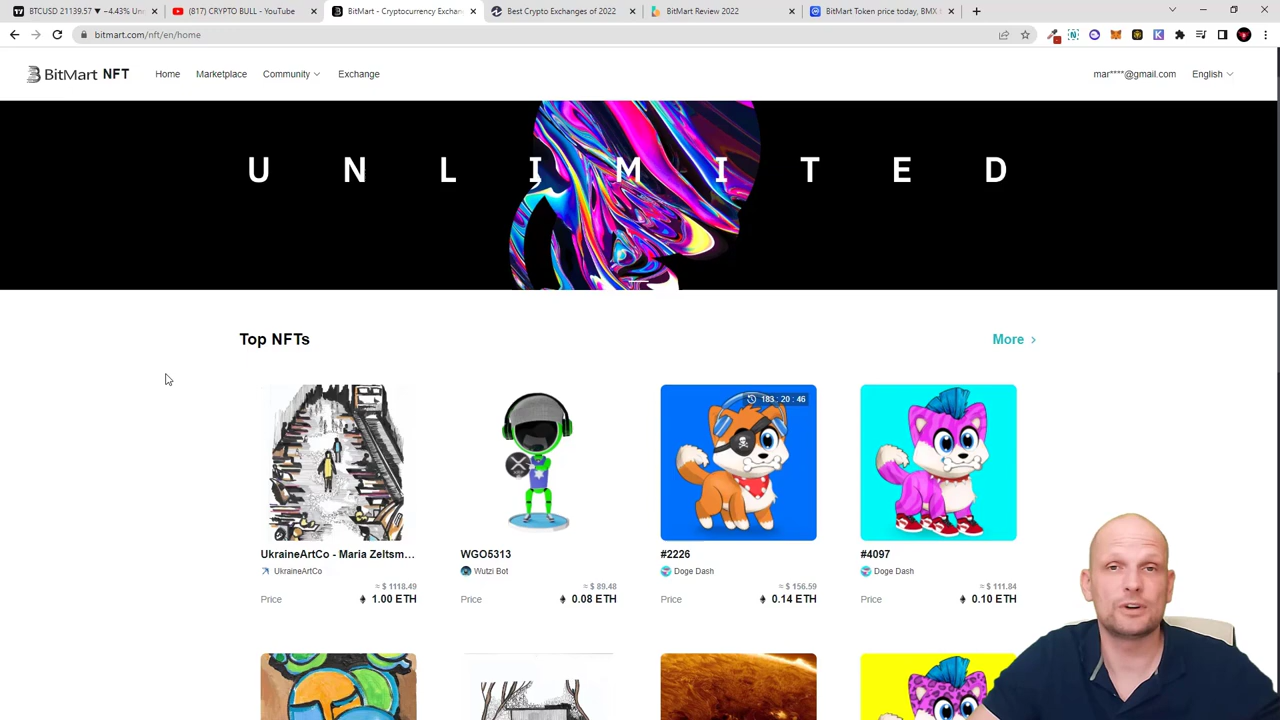 BTCUSD 21139.57 ▼ −4.43% Un
(817) CRYPTO BULL - YouTube
BitMart - Cryptocurrency Exchan
Best Crypto Exchanges of 2022
BitMart Review 2022
BitMart Token price today, BMX t
bitmart.com/nft/en/home
BitMart NFT
Home
Marketplace
Community
Exchange
mar****@gmail.com
English
UNLIMITED
Top NFTs
More
183 : 20 : 46
UkraineArtCo - Maria Zeltsm...
WGO5313
#2226
#4097
UkraineArtCo
Wutzi Bot
Doge Dash
Doge Dash
≈ $ 1118.49
≈ $ 89.48
≈ $ 156.59
≈ $ 111.84
Price 1.00 ETH
Price 0.08 ETH
Price 0.14 ETH
Price 0.10 ETH